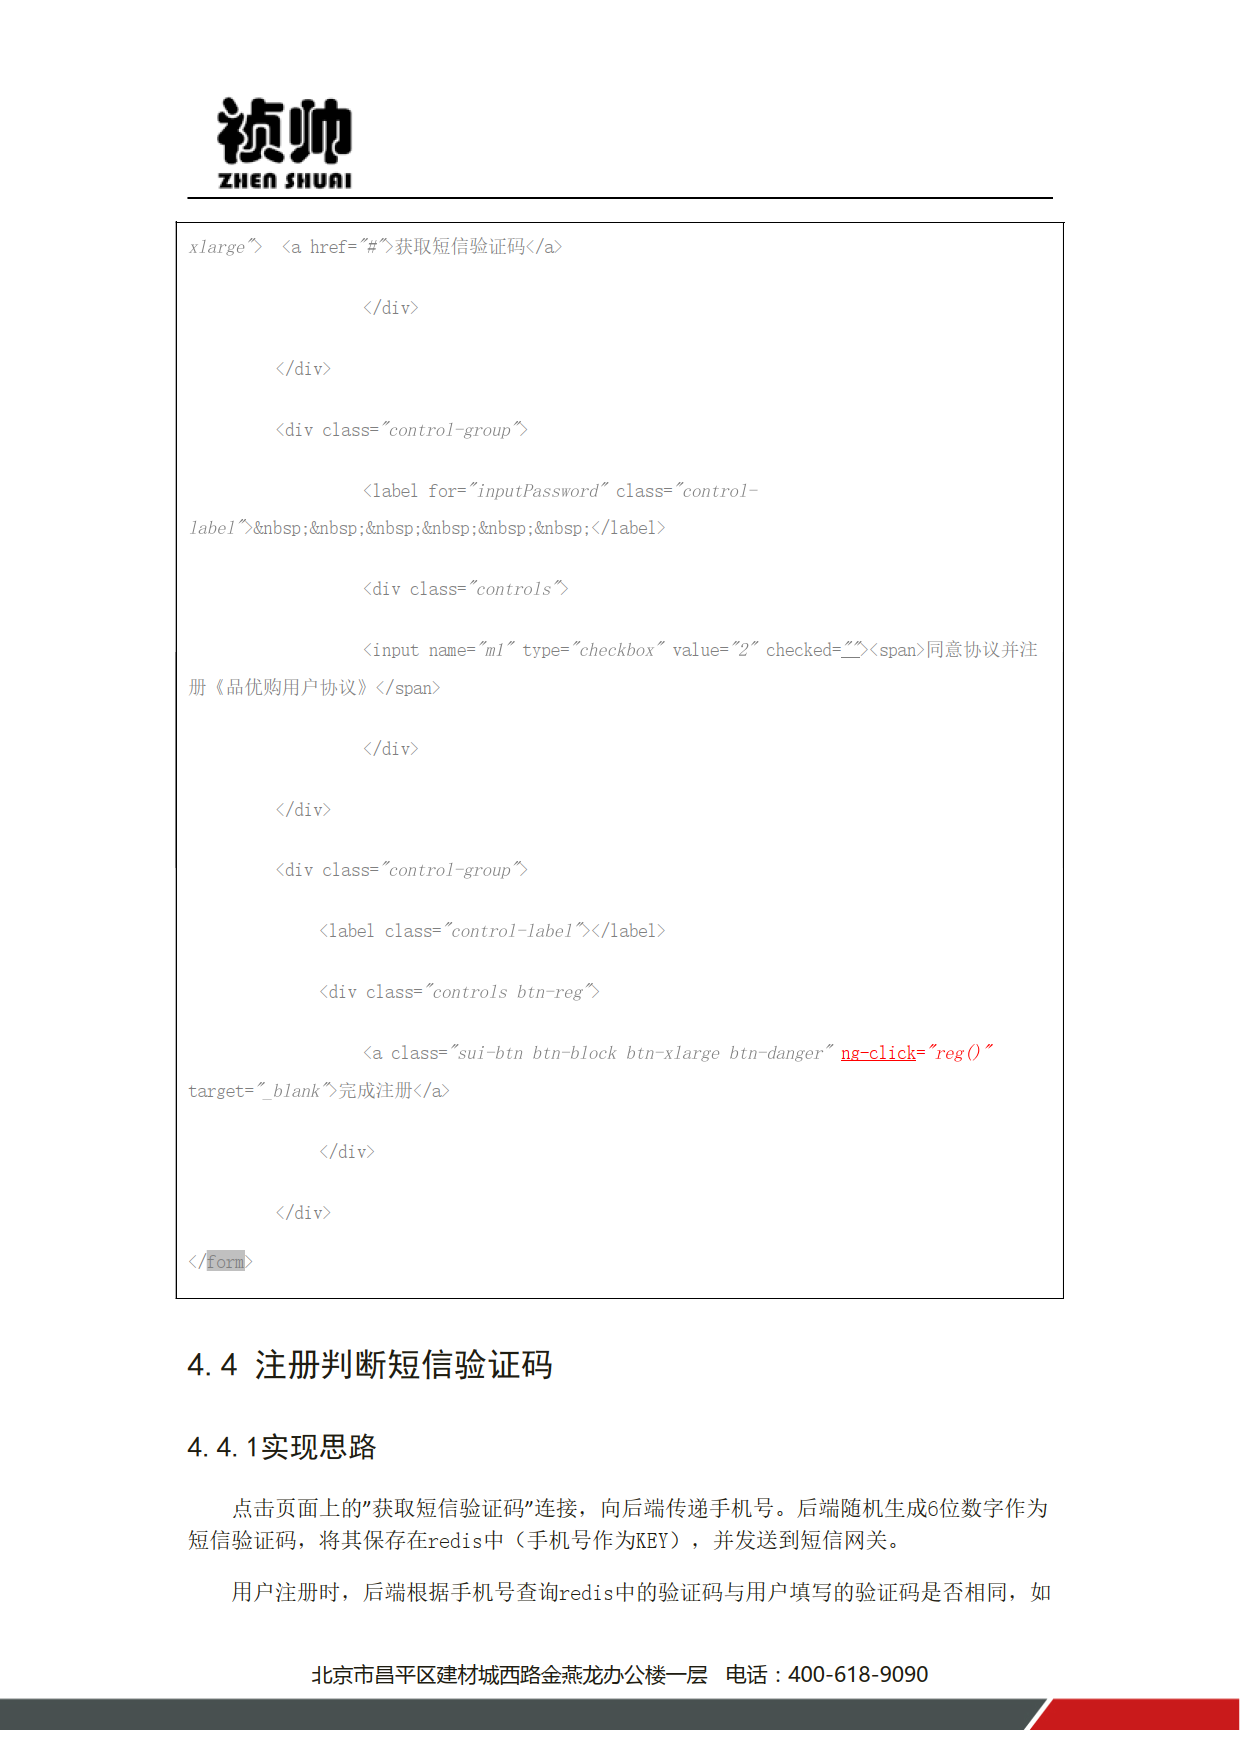 祯帅
ZHEN SHUAI
xlarge">  <a href="#">获取短信验证码</a>
</div>
</div>
<div class="control-group">
<label for="inputPassword" class="control-
label">&nbsp;&nbsp;&nbsp;&nbsp;&nbsp;&nbsp;</label>
<div class="controls">
<input name="m1" type="checkbox" value="2" checked=""><span>同意协议并注
册《品优购用户协议》</span>
</div>
</div>
<div class="control-group">
<label class="control-label"></label>
<div class="controls btn-reg">
<a class="sui-btn btn-block btn-xlarge btn-danger" ng-click="reg()"
target="_blank">完成注册</a>
</div>
</div>
</form>
4.4 注册判断短信验证码
4.4.1实现思路
点击页面上的”获取短信验证码”连接，向后端传递手机号。后端随机生成6位数字作为
短信验证码，将其保存在redis中（手机号作为KEY），并发送到短信网关。
用户注册时，后端根据手机号查询redis中的验证码与用户填写的验证码是否相同，如
北京市昌平区建材城西路金燕龙办公楼一层   电话：400-618-9090